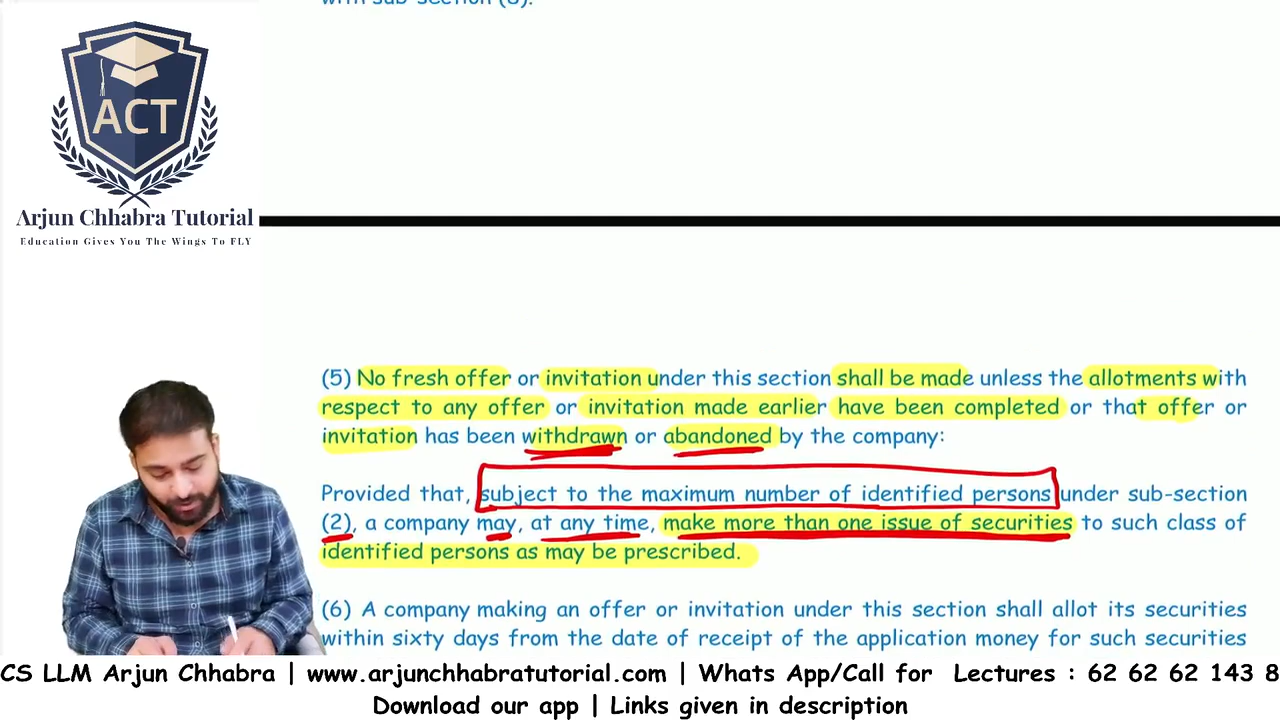 with sub-section (8).
ACT
Arjun Chhabra Tutorial
Education Gives You The Wings To FLY
(5) No fresh offer or invitation under this section shall be made unless the allotments with
respect to any offer or invitation made earlier have been completed or that offer or
invitation has been withdrawn or abandoned by the company:
Provided that, subject to the maximum number of identified persons under sub-section
(2), a company may, at any time, make more than one issue of securities to such class of
identified persons as may be prescribed.
(6) A company making an offer or invitation under this section shall allot its securities
within sixty days from the date of receipt of the application money for such securities
CS LLM Arjun Chhabra | www.arjunchhabratutorial.com | Whats App/Call for Lectures : 62 62 62 143 8
Download our app | Links given in description